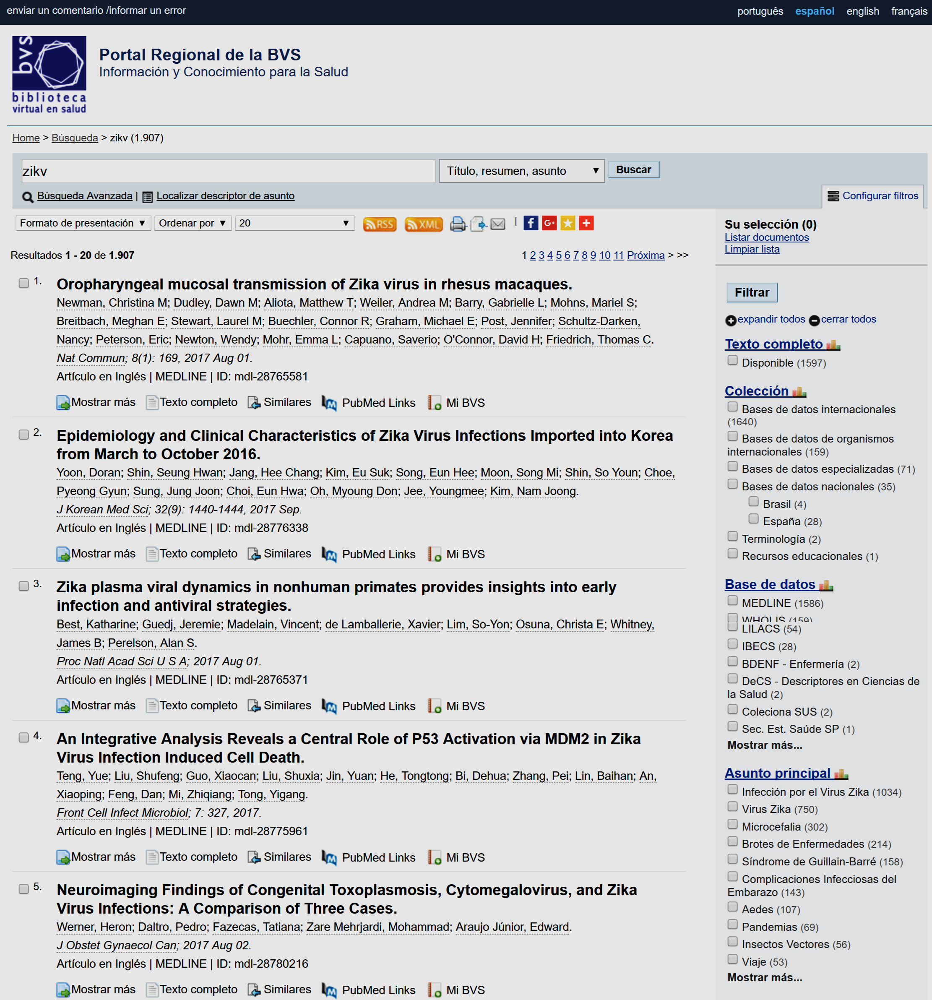 enviar un comentario /informar un error
português español english français
bvs
biblioteca
virtual en salud
Portal Regional de la BVS
Información y Conocimiento para la Salud
Home > Búsqueda > zikv (1.907)
zikv
Título, resumen, asunto ▼
Buscar
Búsqueda Avanzada | Localizar descriptor de asunto
Configurar filtros
Formato de presentación ▼ Ordenar por ▼ 20 ▼ RSS XML | f G+ +
Resultados 1 - 20 de 1.907
1 2 3 4 5 6 7 8 9 10 11 Próxima > >>
1. Oropharyngeal mucosal transmission of Zika virus in rhesus macaques.
Newman, Christina M; Dudley, Dawn M; Aliota, Matthew T; Weiler, Andrea M; Barry, Gabrielle L; Mohns, Mariel S;
Breitbach, Meghan E; Stewart, Laurel M; Buechler, Connor R; Graham, Michael E; Post, Jennifer; Schultz-Darken,
Nancy; Peterson, Eric; Newton, Wendy; Mohr, Emma L; Capuano, Saverio; O'Connor, David H; Friedrich, Thomas C.
Nat Commun; 8(1): 169, 2017 Aug 01.
Artículo en Inglés | MEDLINE | ID: mdl-28765581
Mostrar más Texto completo Similares PubMed Links Mi BVS
2. Epidemiology and Clinical Characteristics of Zika Virus Infections Imported into Korea
from March to October 2016.
Yoon, Doran; Shin, Seung Hwan; Jang, Hee Chang; Kim, Eu Suk; Song, Eun Hee; Moon, Song Mi; Shin, So Youn; Choe,
Pyeong Gyun; Sung, Jung Joon; Choi, Eun Hwa; Oh, Myoung Don; Jee, Youngmee; Kim, Nam Joong.
J Korean Med Sci; 32(9): 1440-1444, 2017 Sep.
Artículo en Inglés | MEDLINE | ID: mdl-28776338
Mostrar más Texto completo Similares PubMed Links Mi BVS
3. Zika plasma viral dynamics in nonhuman primates provides insights into early
infection and antiviral strategies.
Best, Katharine; Guedj, Jeremie; Madelain, Vincent; de Lamballerie, Xavier; Lim, So-Yon; Osuna, Christa E; Whitney,
James B; Perelson, Alan S.
Proc Natl Acad Sci U S A; 2017 Aug 01.
Artículo en Inglés | MEDLINE | ID: mdl-28765371
Mostrar más Texto completo Similares PubMed Links Mi BVS
4. An Integrative Analysis Reveals a Central Role of P53 Activation via MDM2 in Zika
Virus Infection Induced Cell Death.
Teng, Yue; Liu, Shufeng; Guo, Xiaocan; Liu, Shuxia; Jin, Yuan; He, Tongtong; Bi, Dehua; Zhang, Pei; Lin, Baihan; An,
Xiaoping; Feng, Dan; Mi, Zhiqiang; Tong, Yigang.
Front Cell Infect Microbiol; 7: 327, 2017.
Artículo en Inglés | MEDLINE | ID: mdl-28775961
Mostrar más Texto completo Similares PubMed Links Mi BVS
5. Neuroimaging Findings of Congenital Toxoplasmosis, Cytomegalovirus, and Zika
Virus Infections: A Comparison of Three Cases.
Werner, Heron; Daltro, Pedro; Fazecas, Tatiana; Zare Mehrjardi, Mohammad; Araujo Júnior, Edward.
J Obstet Gynaecol Can; 2017 Aug 02.
Artículo en Inglés | MEDLINE | ID: mdl-28780216
Mostrar más Texto completo Similares PubMed Links Mi BVS
Su selección (0)
Listar documentos
Limpiar lista
Filtrar
expandir todos cerrar todos
Texto completo
Disponible (1597)
Colección
Bases de datos internacionales
(1640)
Bases de datos de organismos
internacionales (159)
Bases de datos especializadas (71)
Bases de datos nacionales (35)
Brasil (4)
España (28)
Terminología (2)
Recursos educacionales (1)
Base de datos
MEDLINE (1586)
WHOLIS (159)
LILACS (54)
IBECS (28)
BDENF - Enfermería (2)
DeCS - Descriptores en Ciencias de
la Salud (2)
Coleciona SUS (2)
Sec. Est. Saúde SP (1)
Mostrar más...
Asunto principal
Infección por el Virus Zika (1034)
Virus Zika (750)
Microcefalia (302)
Brotes de Enfermedades (214)
Síndrome de Guillain-Barré (158)
Complicaciones Infecciosas del
Embarazo (143)
Aedes (107)
Pandemias (69)
Insectos Vectores (56)
Viaje (53)
Mostrar más...